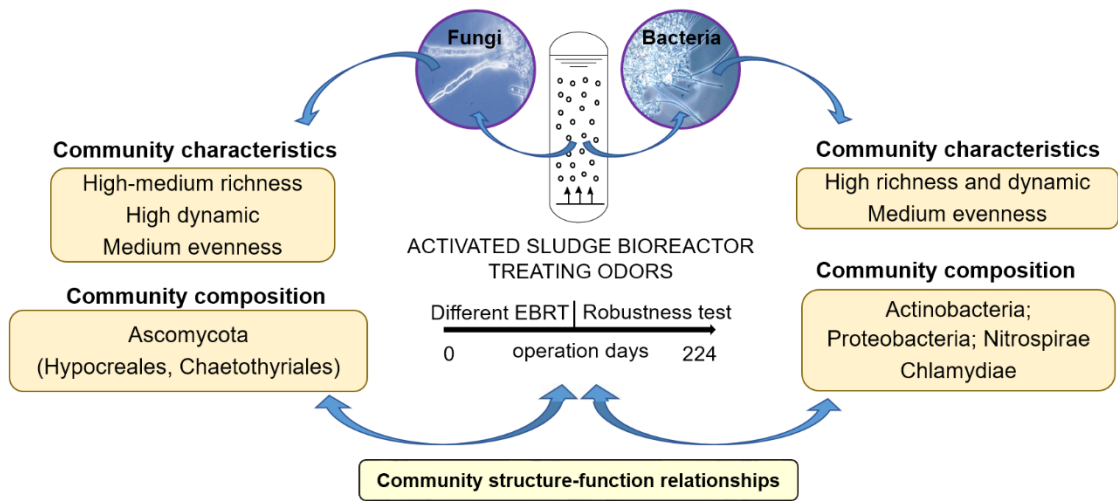 Fungi
Bacteria
Community characteristics
High-medium richness
High dynamic
Medium evenness
Community composition
Ascomycota
(Hypocreales, Chaetothyriales)
ACTIVATED SLUDGE BIOREACTOR
TREATING ODORS
Different EBRT
Robustness test
0
operation days
224
Community characteristics
High richness and dynamic
Medium evenness
Community composition
Actinobacteria;
Proteobacteria; Nitrospirae
Chlamydiae
Community structure-function relationships